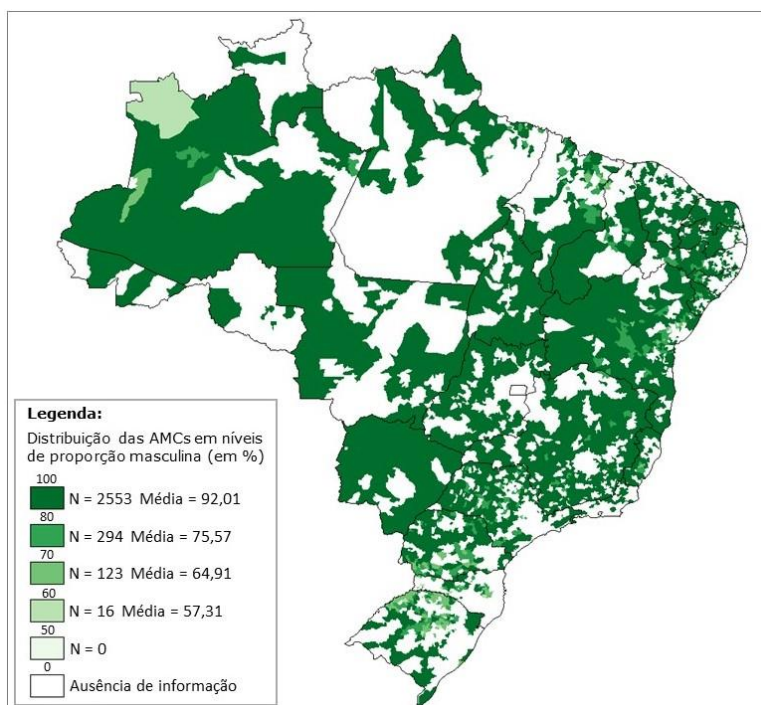 Legenda:
Distribuição das AMCs em níveis
de proporção masculina (em %)
100
N = 2553 Média = 92,01
80
N = 294 Média = 75,57
70
N = 123 Média = 64,91
60
N = 16 Média = 57,31
50
N = 0
0
Ausência de informação